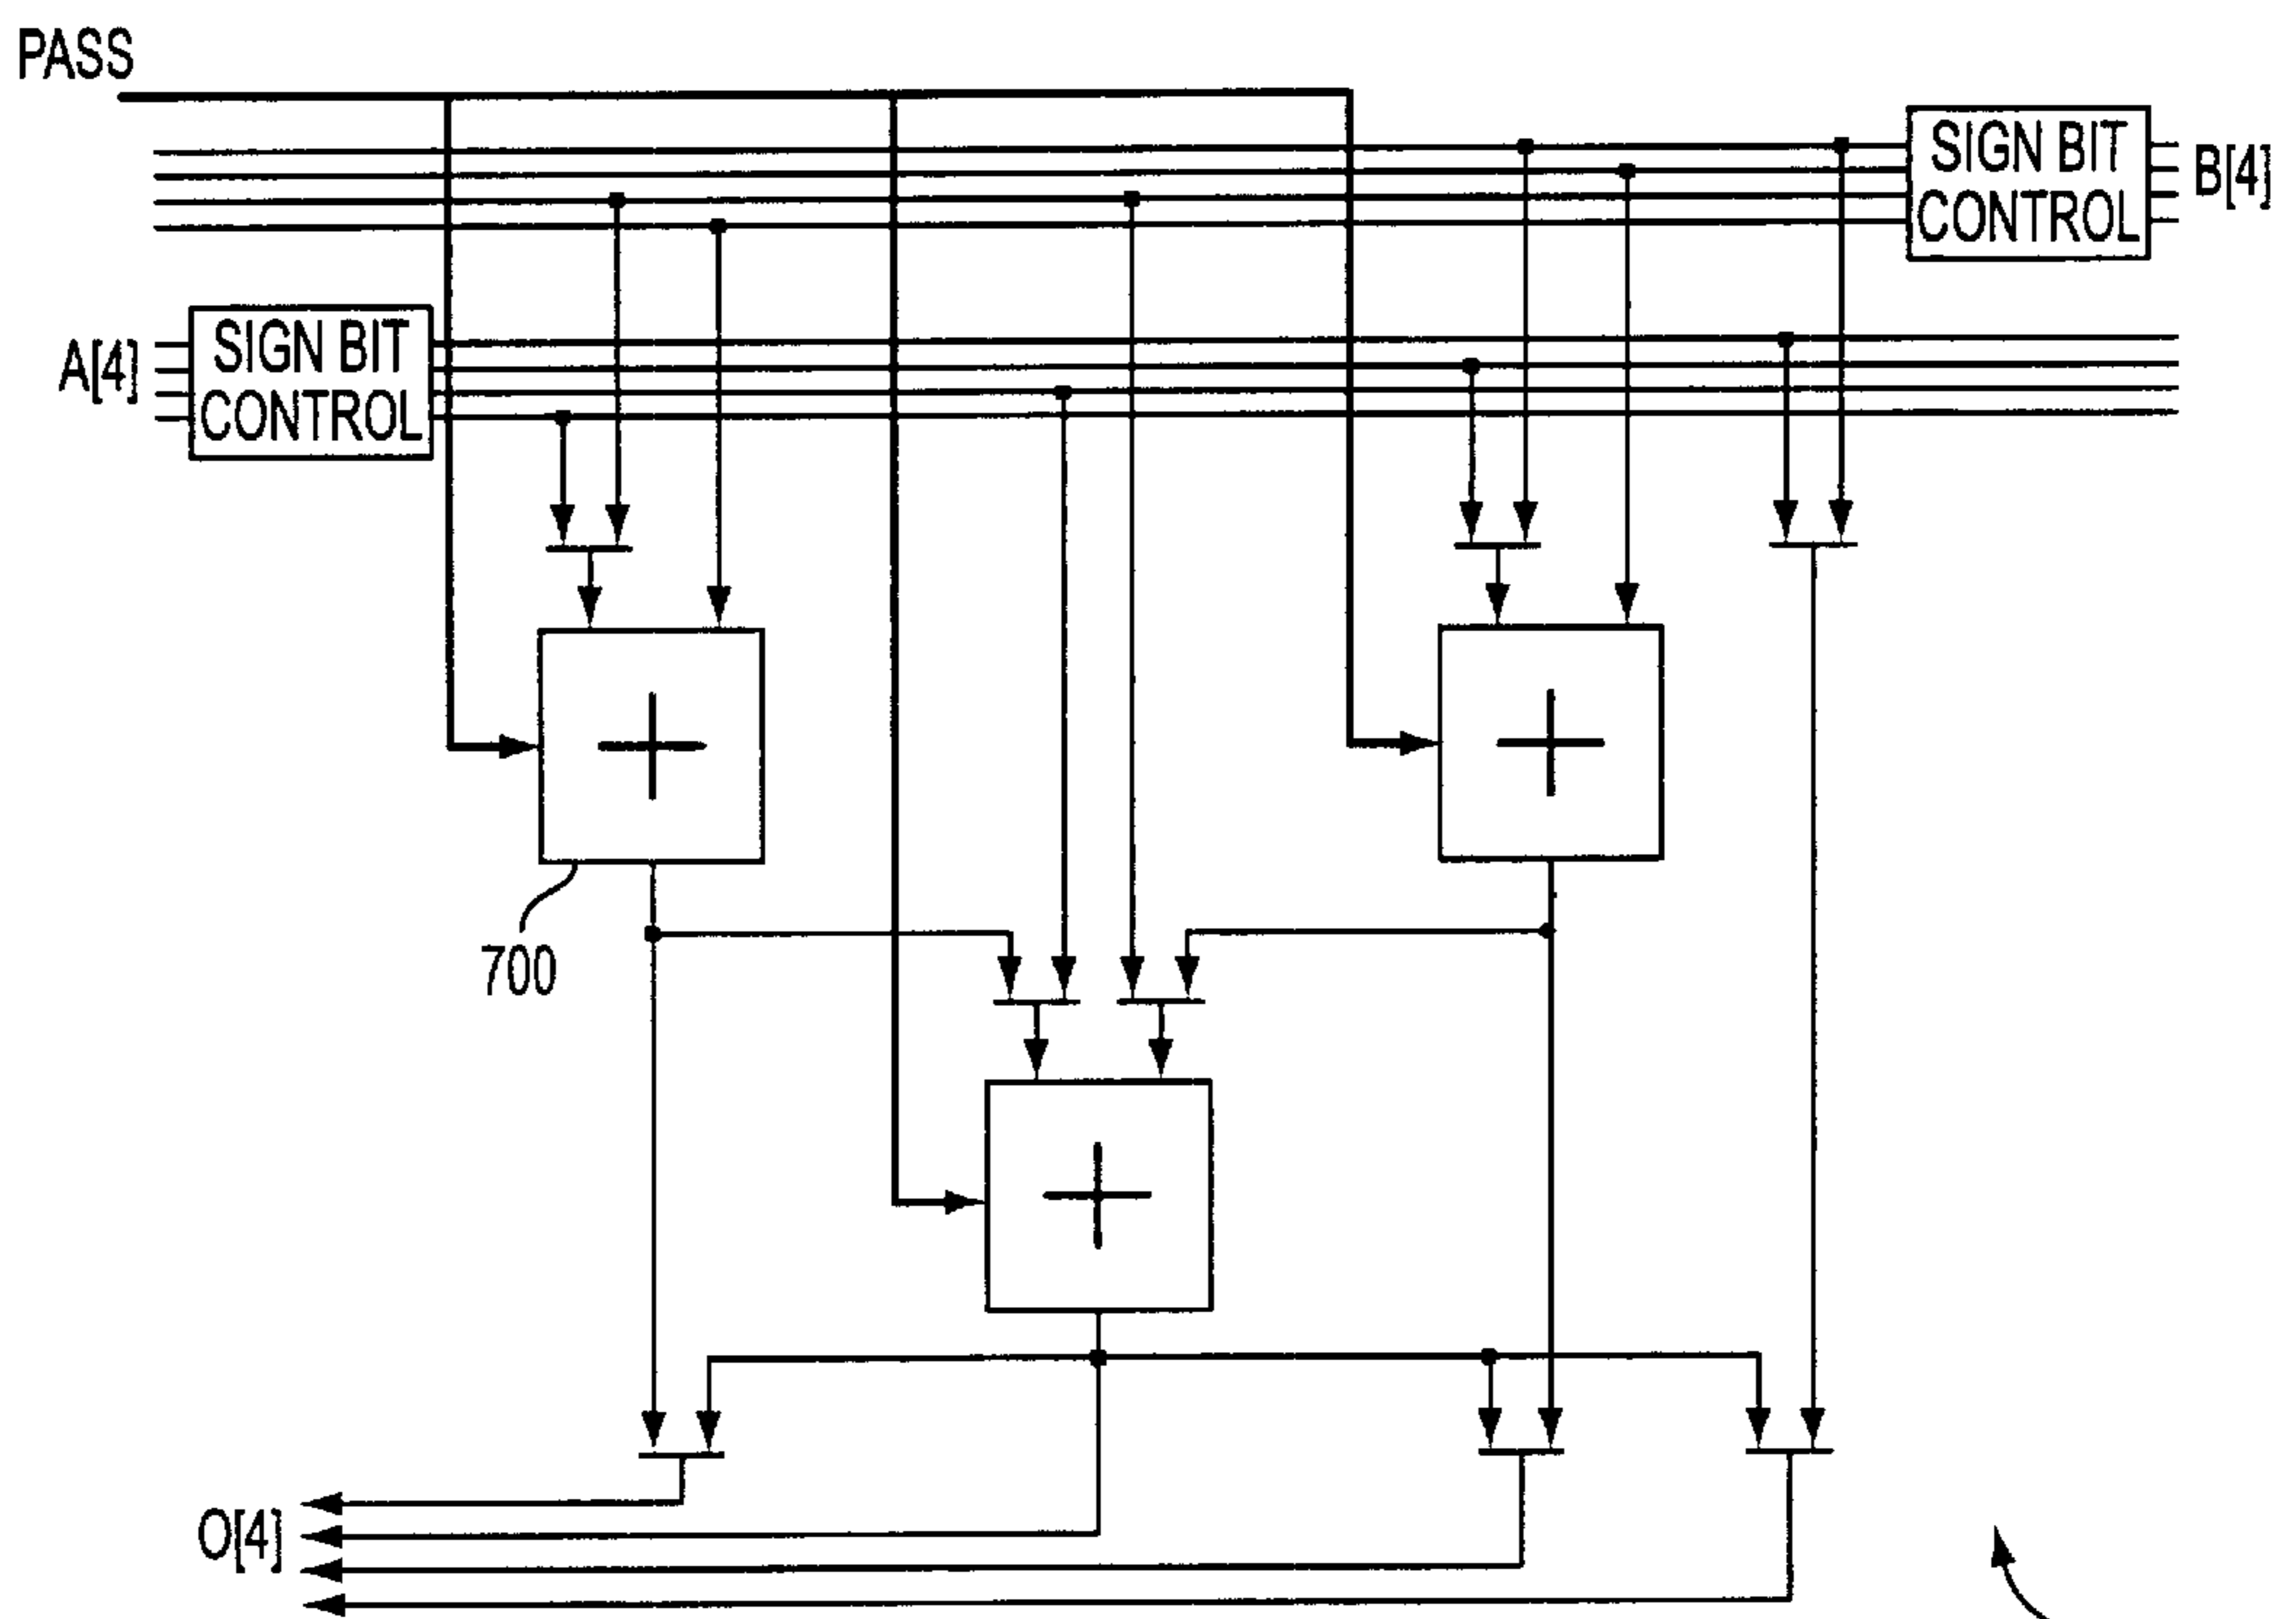 PASS
SIGN BIT
CONTROL
B[4]
A[4]
SIGN BIT
CONTROL
700
O[4]